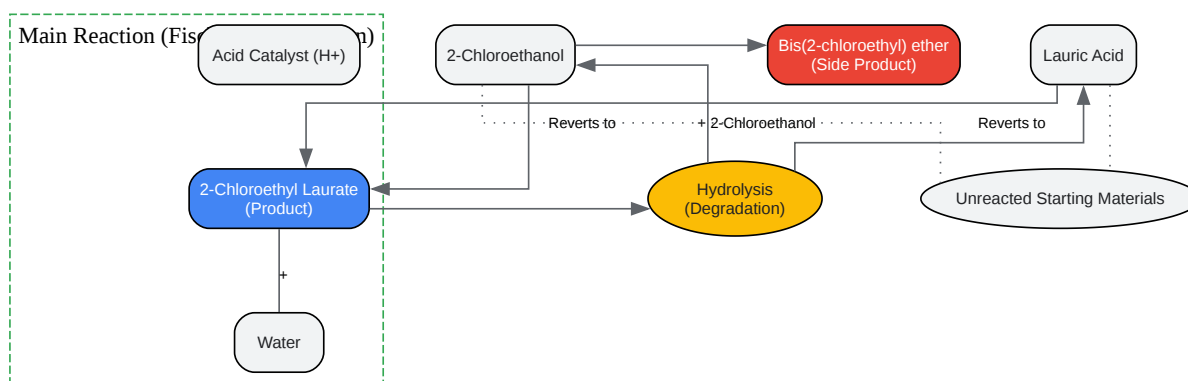 Main Reaction (Fis
n)
Acid Catalyst (H+)
2-Chloroethanol
Bis(2-chloroethyl) ether
(Side Product)
Lauric Acid
Reverts to
+ 2-Chloroethanol
Reverts to
2-Chloroethyl Laurate
(Product)
Hydrolysis
(Degradation)
Unreacted Starting Materials
+
Water